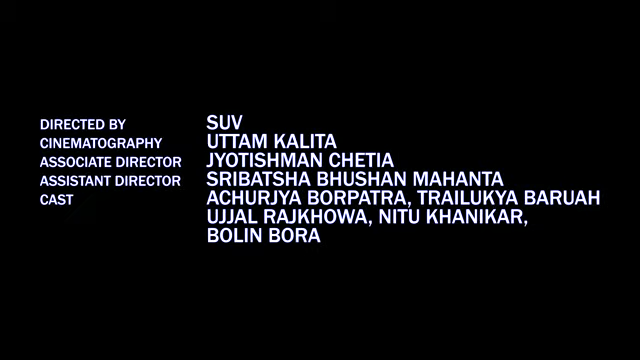 DIRECTED BY SUV
CINEMATOGRAPHY UTTAM KALITA
ASSOCIATE DIRECTOR JYOTISHMAN CHETIA
ASSISTANT DIRECTOR SRIBATSHA BHUSHAN MAHANTA
CAST ACHURJYA BORPATRA, TRAILUKYA BARUAH
UJJAL RAJKHOWA, NITU KHANIKAR,
BOLIN BORA